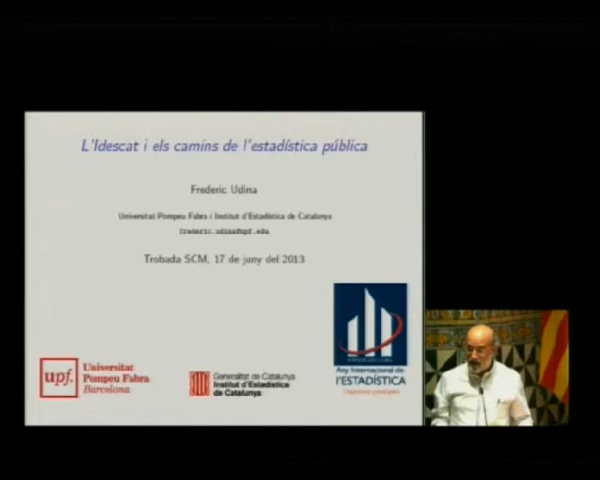 L'Idescat i els camins de l'estadística pública
Frederic Udina
Universitat Pompeu Fabra i Institut d'Estadística de Catalunya
frederic.udina@upf.edu
Trobada SCM, 17 de juny del 2013
upf.
Universitat
Pompeu Fabra
Barcelona
Generalitat de Catalunya
Institut d'Estadística
de Catalunya
Any Internacional de
l'ESTADÍSTICA